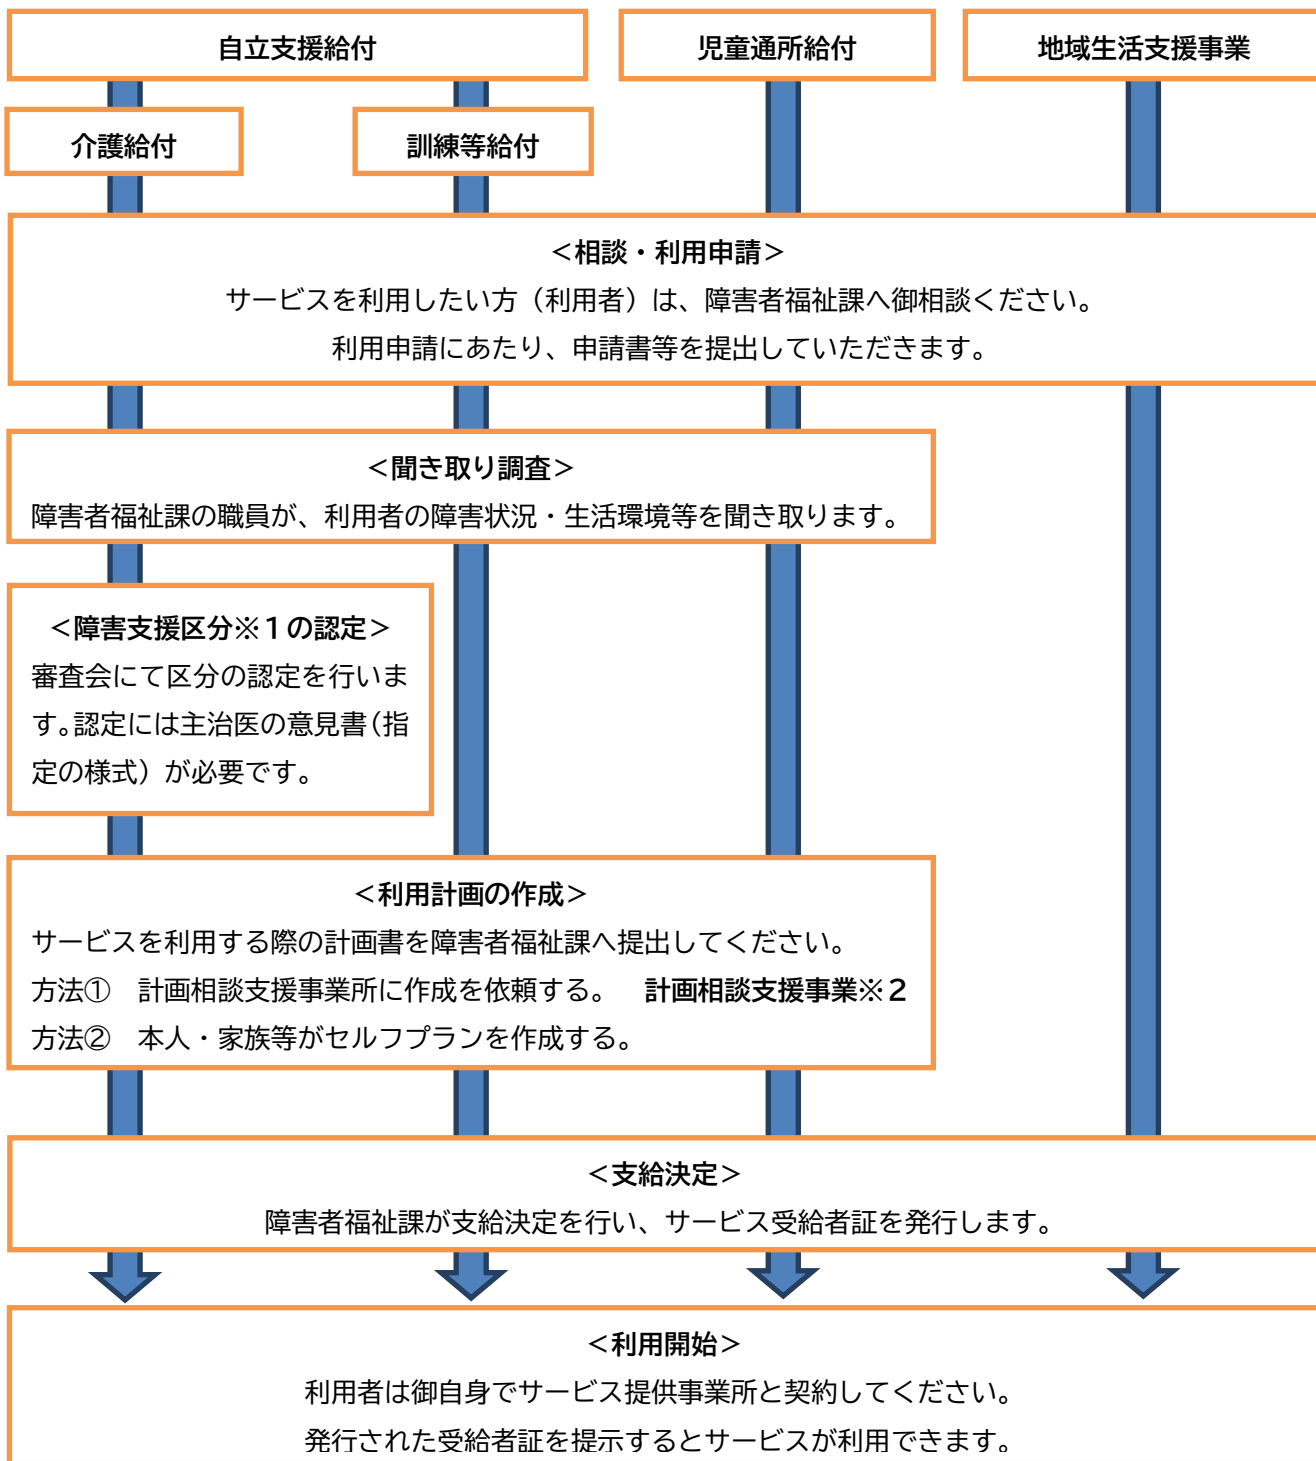 自立支援給付
児童通所給付
地域生活支援事業
介護給付
訓練等給付
＜相談・利用申請＞
サービスを利用したい方（利用者）は、障害者福祉課へ御相談ください。
利用申請にあたり、申請書等を提出していただきます。
＜聞き取り調査＞
障害者福祉課の職員が、利用者の障害状況・生活環境等を聞き取ります。
＜障害支援区分※１の認定＞
審査会にて区分の認定を行いま
す。認定には主治医の意見書（指
定の様式）が必要です。
＜利用計画の作成＞
サービスを利用する際の計画書を障害者福祉課へ提出してください。
方法①　計画相談支援事業所に作成を依頼する。　計画相談支援事業※２
方法②　本人・家族等がセルフプランを作成する。
＜支給決定＞
障害者福祉課が支給決定を行い、サービス受給者証を発行します。
＜利用開始＞
利用者は御自身でサービス提供事業所と契約してください。
発行された受給者証を提示するとサービスが利用できます。